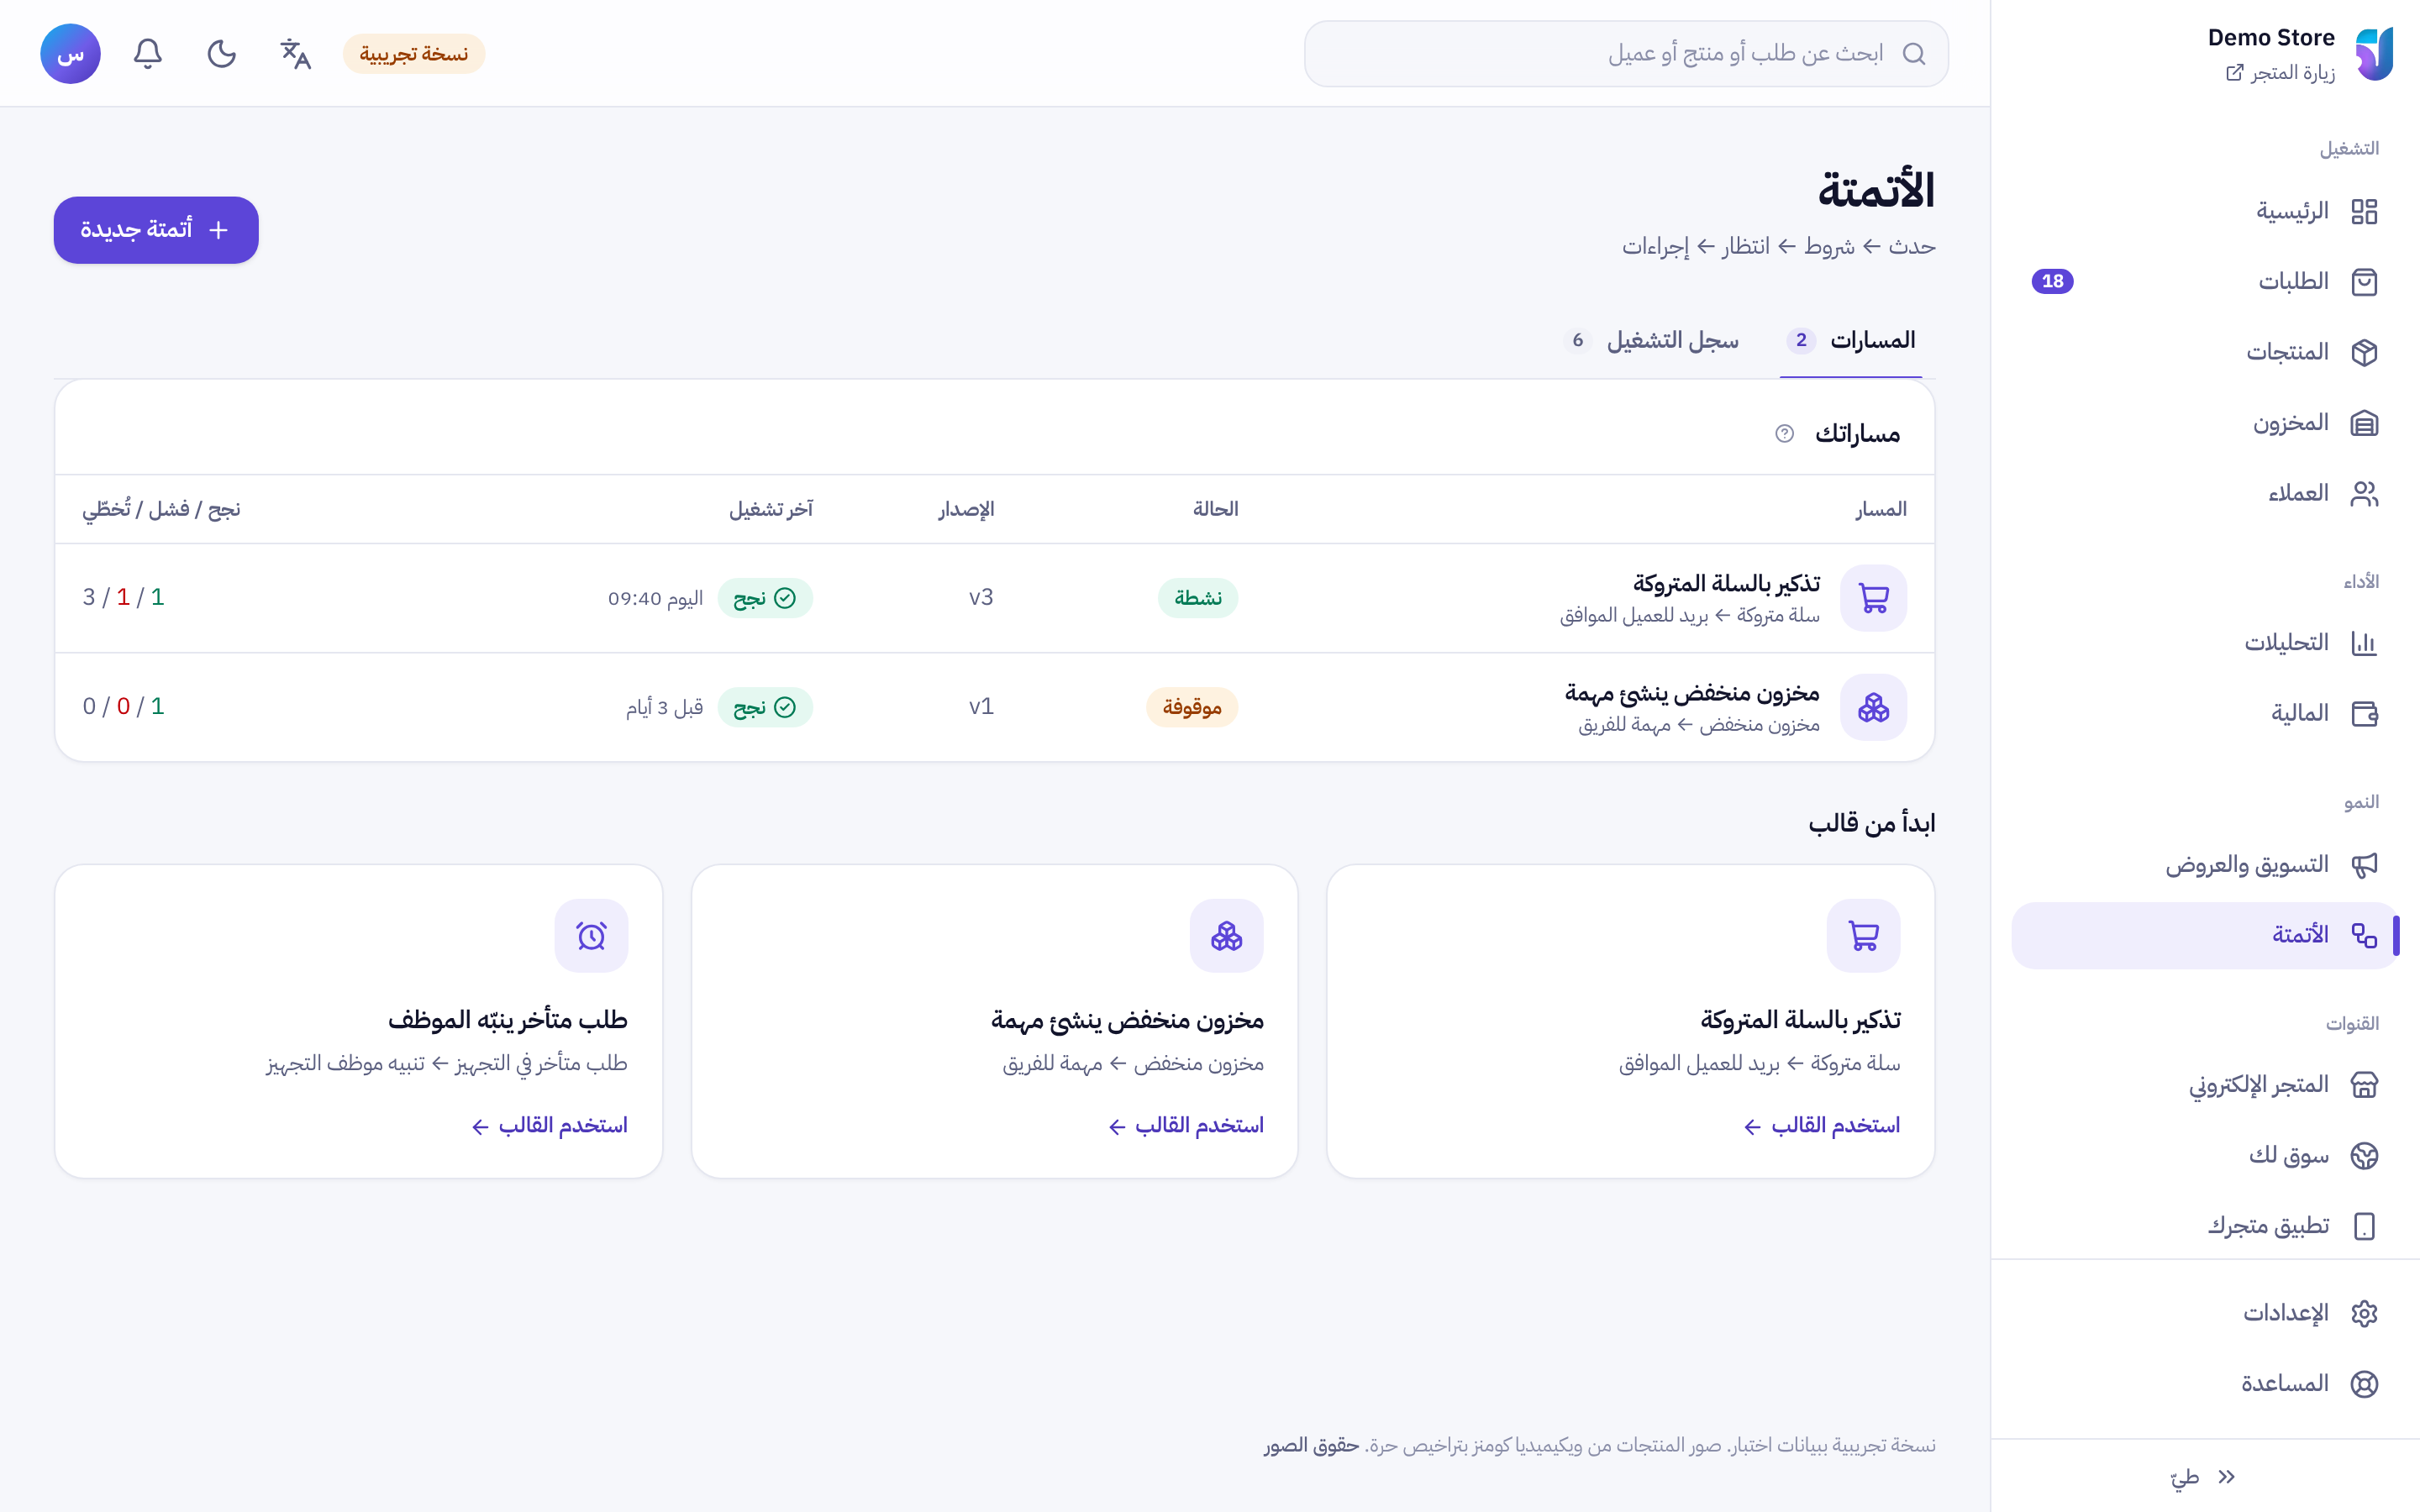 Demo Store
زيارة المتجر
التشغيل
الرئيسية
الطلبات 18
المنتجات
المخزون
العملاء
الأداء
التحليلات
المالية
النمو
التسويق والعروض
الأتمتة
القنوات
المتجر الإلكتروني
سوق لك
تطبيق متجرك
الإعدادات
المساعدة
طيّ
ابحث عن طلب أو منتج أو عميل
نسخة تجريبية
س
الأتمتة
حدث ← شروط ← انتظار ← إجراءات
أتمتة جديدة
المسارات 2 سجل التشغيل 6
مساراتك
المسار الحالة الإصدار آخر تشغيل نجح / فشل / تُخطّي
تذكير بالسلة المتروكة
سلة متروكة ← بريد للعميل الموافق
نشطة v3 نجح اليوم 09:40 1 / 1 / 3
مخزون منخفض ينشئ مهمة
مخزون منخفض ← مهمة للفريق
موقوفة v1 نجح قبل 3 أيام 1 / 0 / 0
ابدأ من قالب
تذكير بالسلة المتروكة
سلة متروكة ← بريد للعميل الموافق
استخدم القالب ←
مخزون منخفض ينشئ مهمة
مخزون منخفض ← مهمة للفريق
استخدم القالب ←
طلب متأخر ينبّه الموظف
طلب متأخر في التجهيز ← تنبيه موظف التجهيز
استخدم القالب ←
نسخة تجريبية ببيانات اختبار. صور المنتجات من ويكيميديا كومنز بتراخيص حرة. حقوق الصور